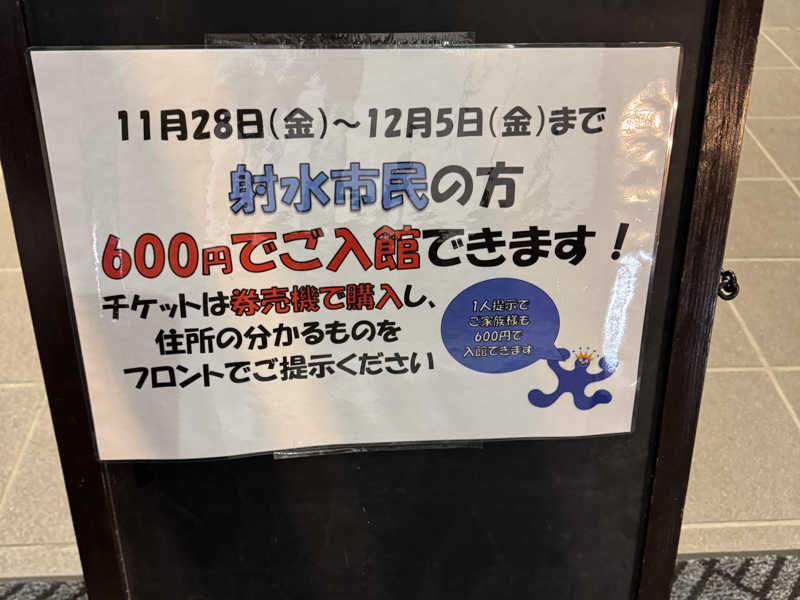 11月28日(金)～12月5日(金)まで
射水市民の方
600円でご入館できます！
チケットは券売機で購入し、
住所の分かるものを
フロントでご提示ください
1人提示で
ご家族様も
600円で
入館できます